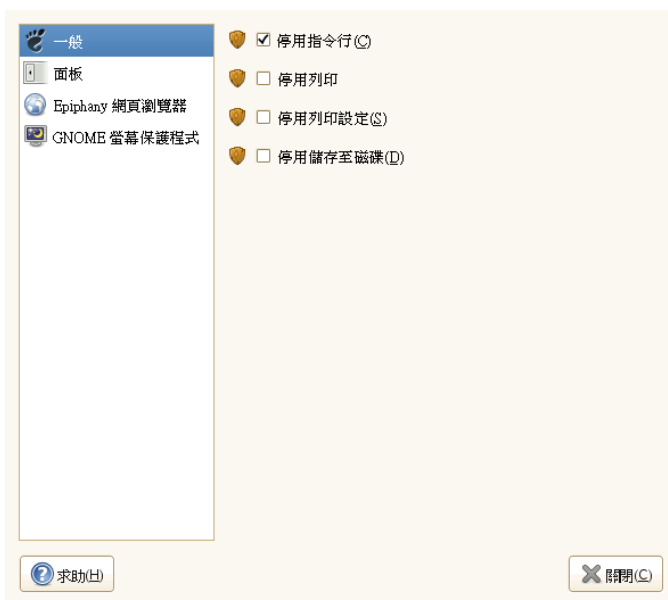 一般
面板
Epiphany 網頁瀏覽器
GNOME 螢幕保護程式
停用指令行(C)
停用列印
停用列印設定(S)
停用儲存至磁碟(D)
求助(H)
關閉(C)